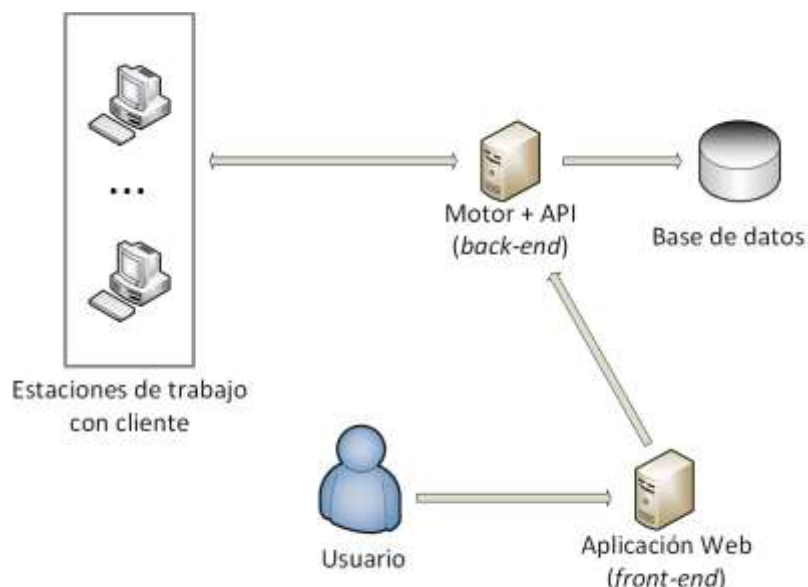 ...
Motor + API
(back-end)
Base de datos
Estaciones de trabajo
con cliente
Usuario
Aplicación Web
(front-end)